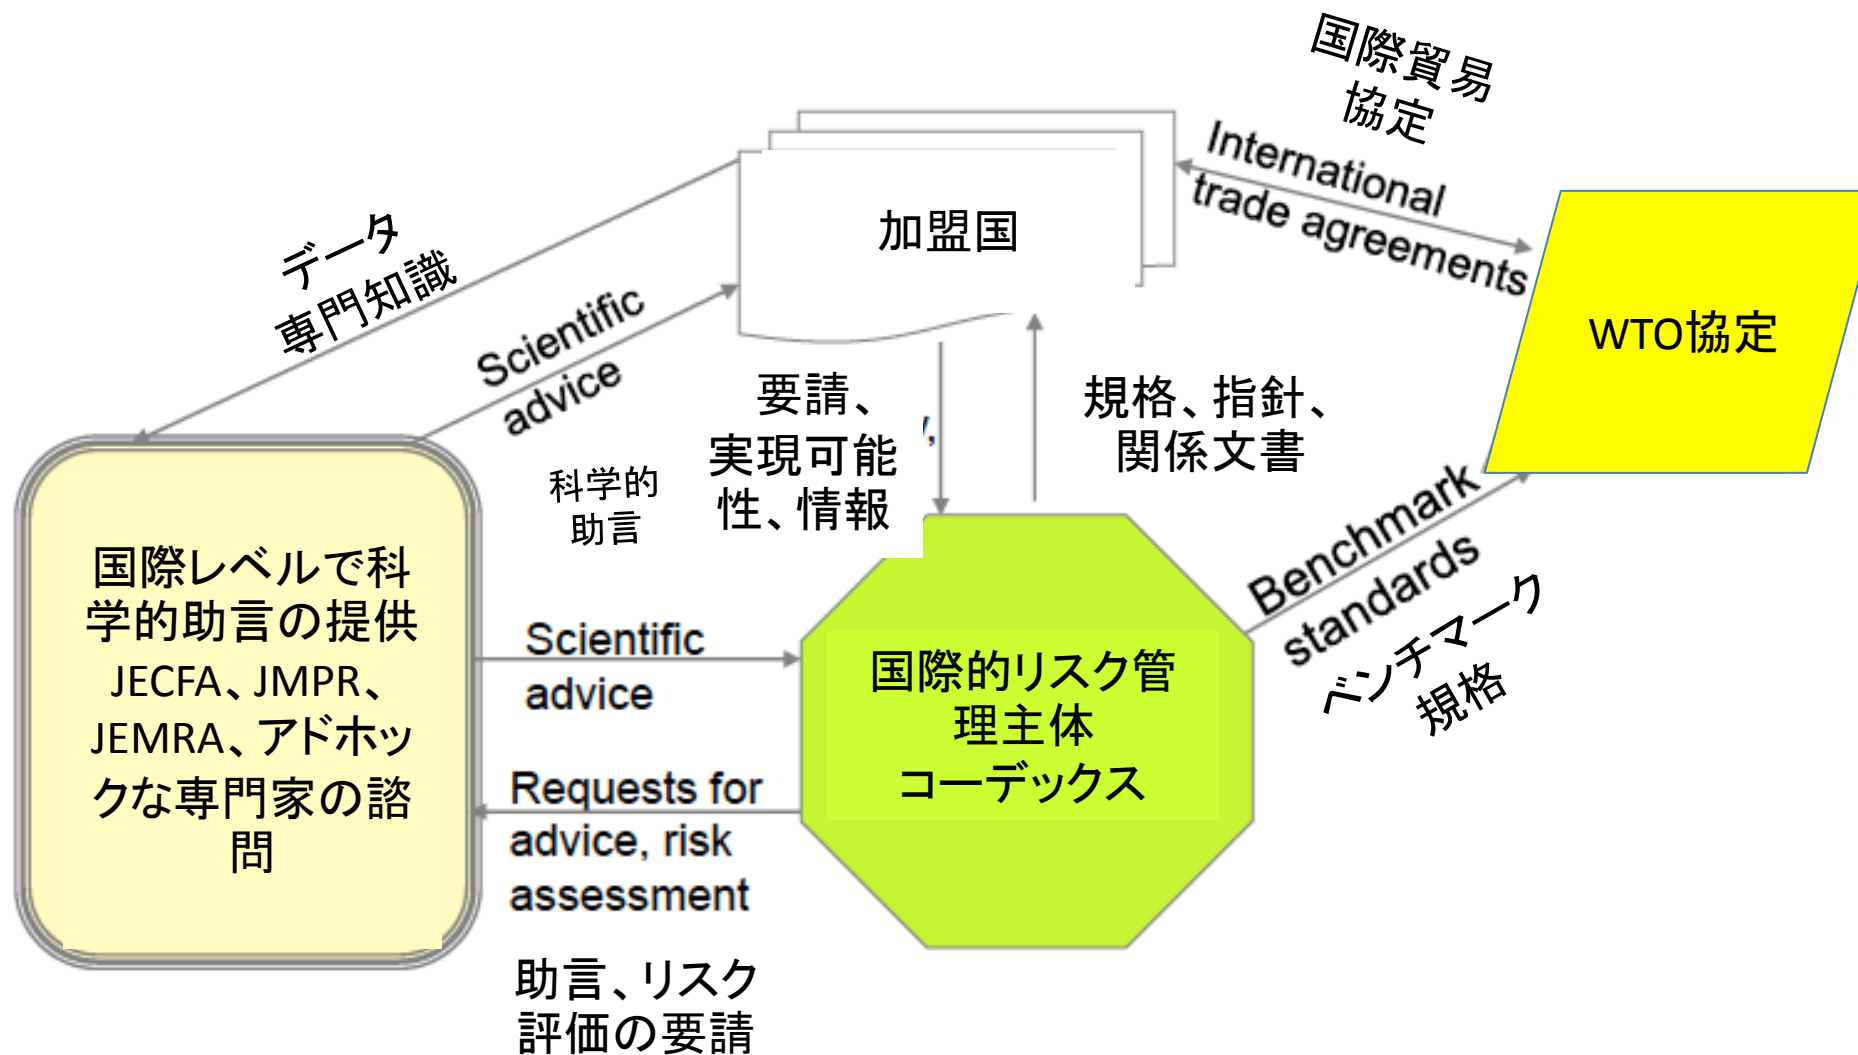 国際貿易
協定
International
trade agreements
加盟国
データ
専門知識
Scientific
advice
科学的
助言
要請、
実現可能
性、情報
規格、指針、
関係文書
WTO協定
Benchmark
standards
ベンチマーク
規格
国際レベルで科
学的助言の提供
JECFA、JMPR、
JEMRA、アドホッ
クな専門家の諮
問
Scientific
advice
国際的リスク管
理主体
コーデックス
Requests for
advice, risk
assessment
助言、リスク
評価の要請